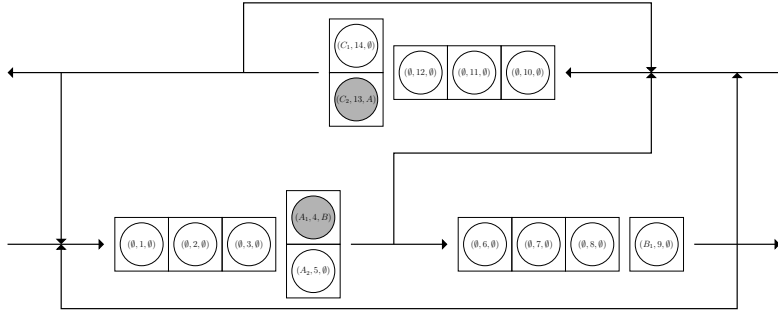 (C₁, 14, ∅)
(∅, 12, ∅) (∅, 11, ∅) (∅, 10, ∅)
(C₂, 13, A)
(A₁, 4, B)
(∅, 1, ∅) (∅, 2, ∅) (∅, 3, ∅) (∅, 6, ∅) (∅, 7, ∅) (∅, 8, ∅) (B₁, 9, ∅)
(A₂, 5, ∅)